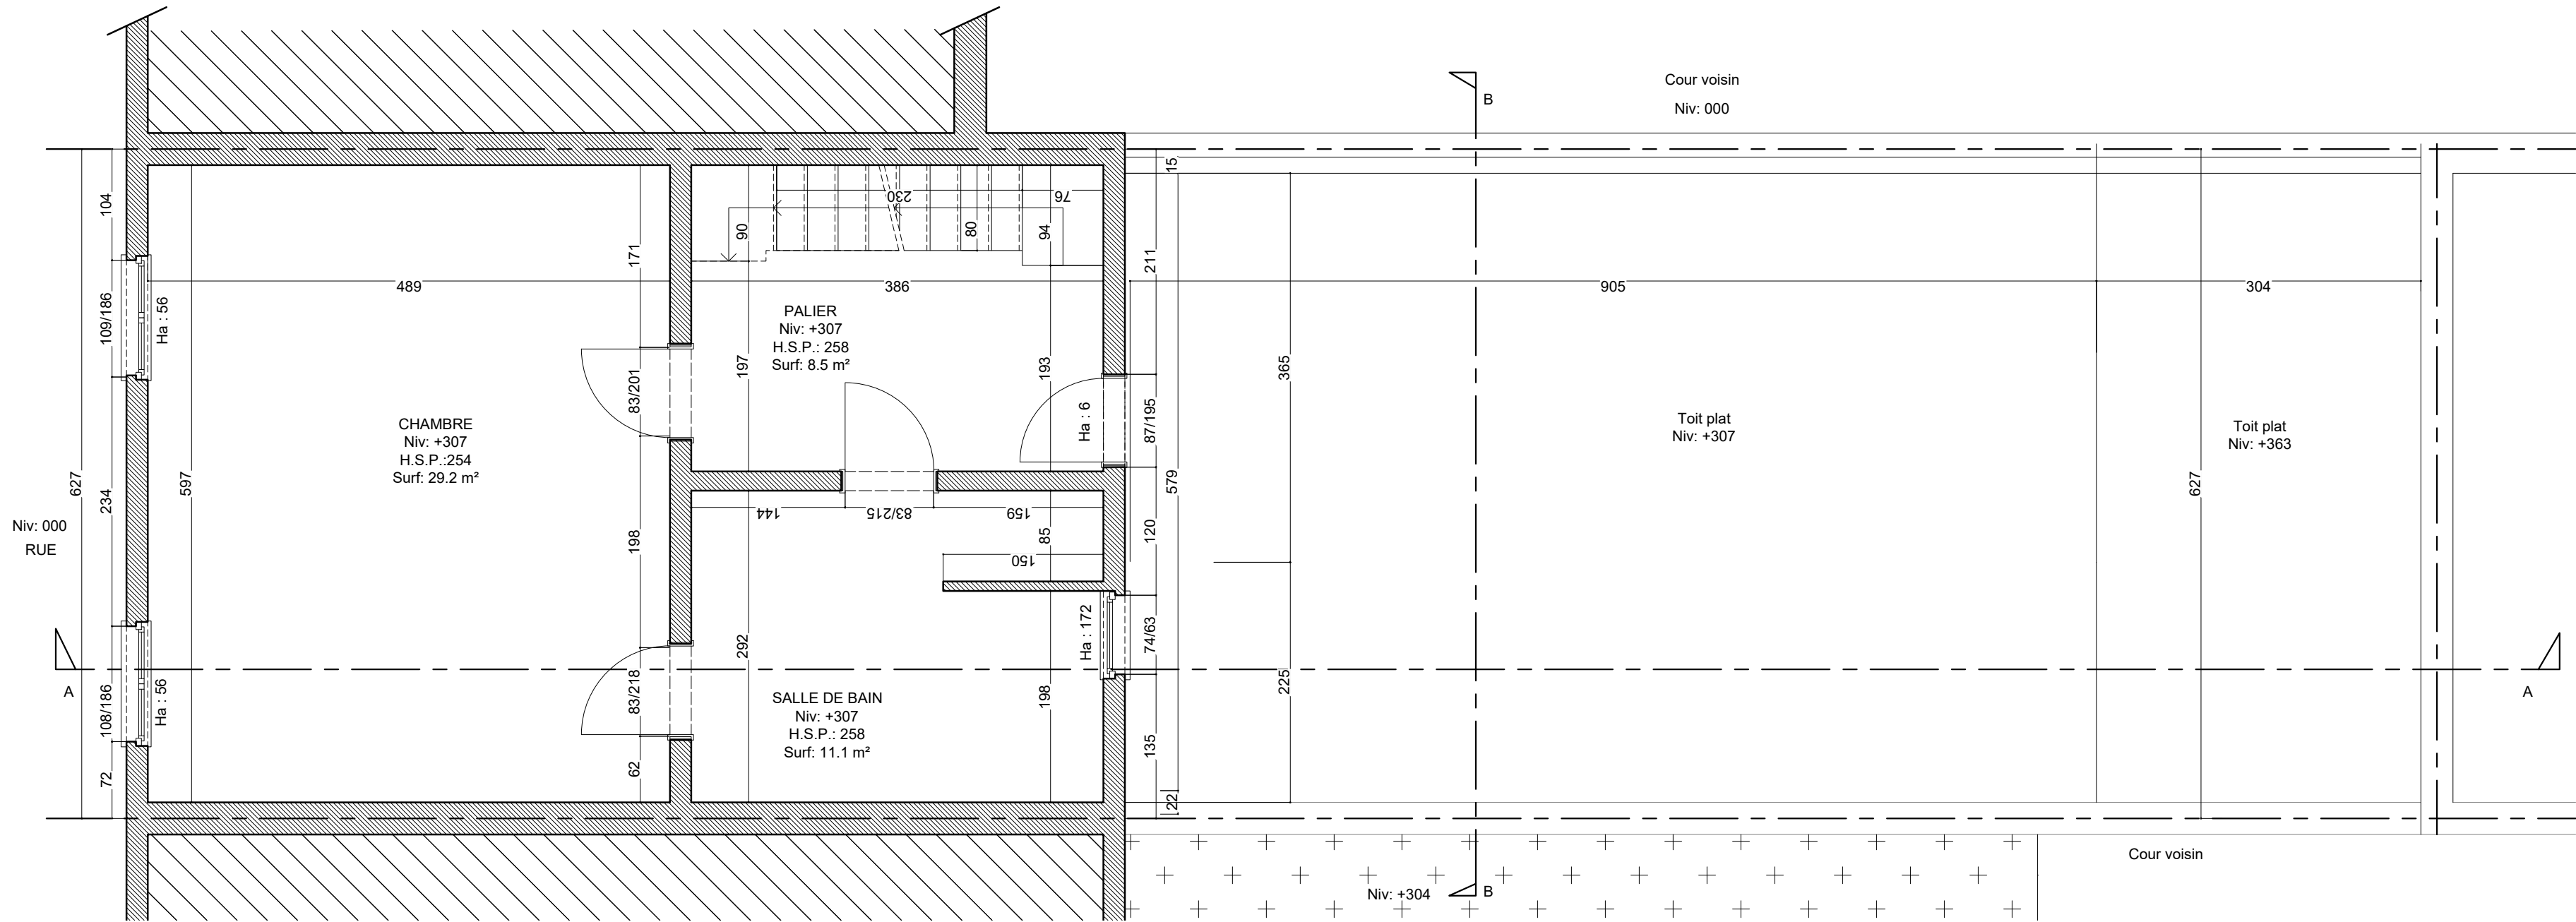 Cour voisin
Niv: 000
B
15
104
230
76
90
80
94
171
211
489
386
905
304
109/186
Ha : 56
PALIER
Niv: +307
H.S.P.: 258
Surf: 8.5 m²
197
193
365
83/201
Ha : 6
87/195
CHAMBRE
Niv: +307
H.S.P.:254
Surf: 29.2 m²
Toit plat
Niv: +307
Toit plat
Niv: +363
627
234
597
579
627
Niv: 000
RUE
144
83/215
159
198
85
120
150
292
Ha : 172
74/63
A
108/186
Ha : 56
83/218
SALLE DE BAIN
Niv: +307
H.S.P.: 258
Surf: 11.1 m²
198
225
A
72
62
135
22
Cour voisin
Niv: +304
B